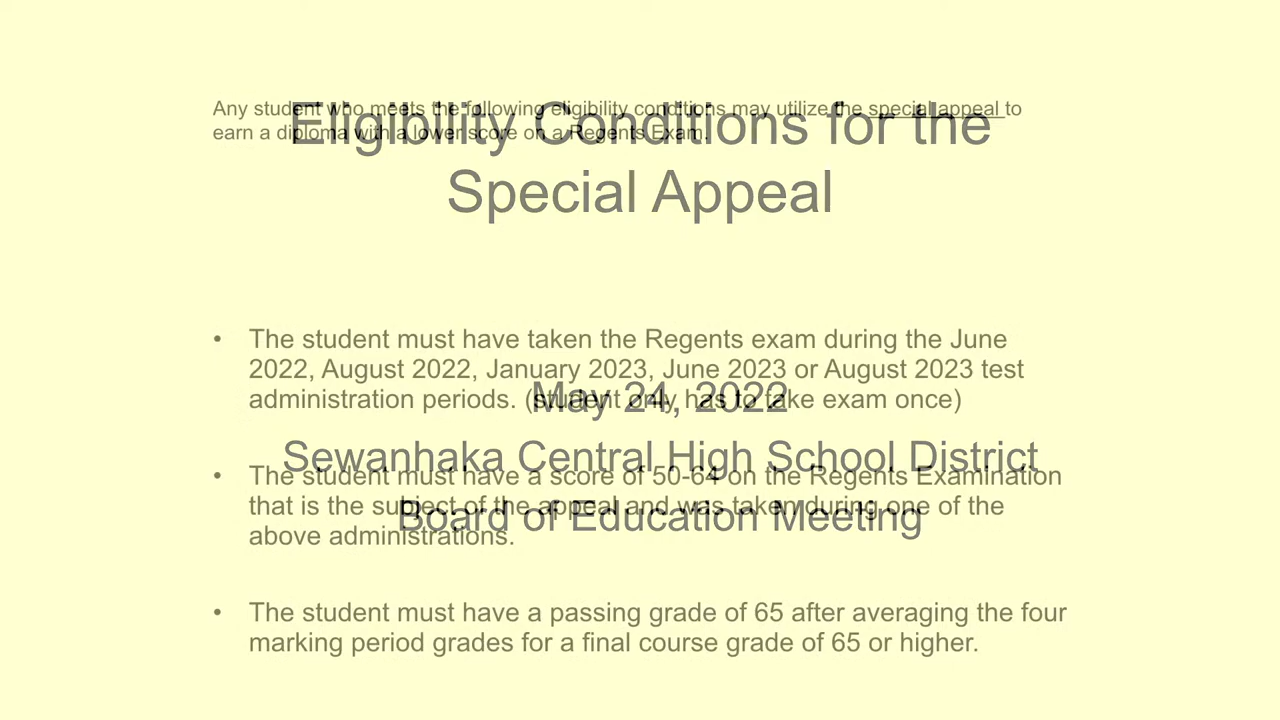 Eligibility Conditions for the
Special Appeal
May 24, 2022
Sewanhaka Central High School District
Board of Education Meeting
Any student who meets the following eligibility conditions may utilize the special appeal to
earn a diploma with a lower score on a Regents Exam.
• The student must have taken the Regents exam during the June
2022, August 2022, January 2023, June 2023 or August 2023 test
administration periods. (student only has to take exam once)
• The student must have a score of 50-64 on the Regents Examination
that is the subject of the appeal and was taken during one of the
above administrations.
• The student must have a passing grade of 65 after averaging the four
marking period grades for a final course grade of 65 or higher.